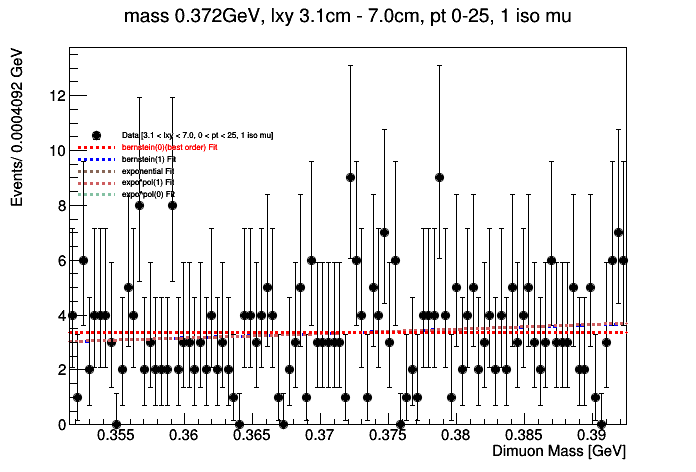 mass 0.372GeV, lxy 3.1cm - 7.0cm, pt 0-25, 1 iso mu
Events/ 0.0004092 GeV
12
10
8
6
4
2
0
Data [3.1 < lxy < 7.0, 0 < pt < 25, 1 iso mu]
bernstein(0)(best order) Fit
bernstein(1) Fit
exponential Fit
expo*pol(1) Fit
expo*pol(0) Fit
0.355 0.36 0.365 0.37 0.375 0.38 0.385 0.39
Dimuon Mass [GeV]